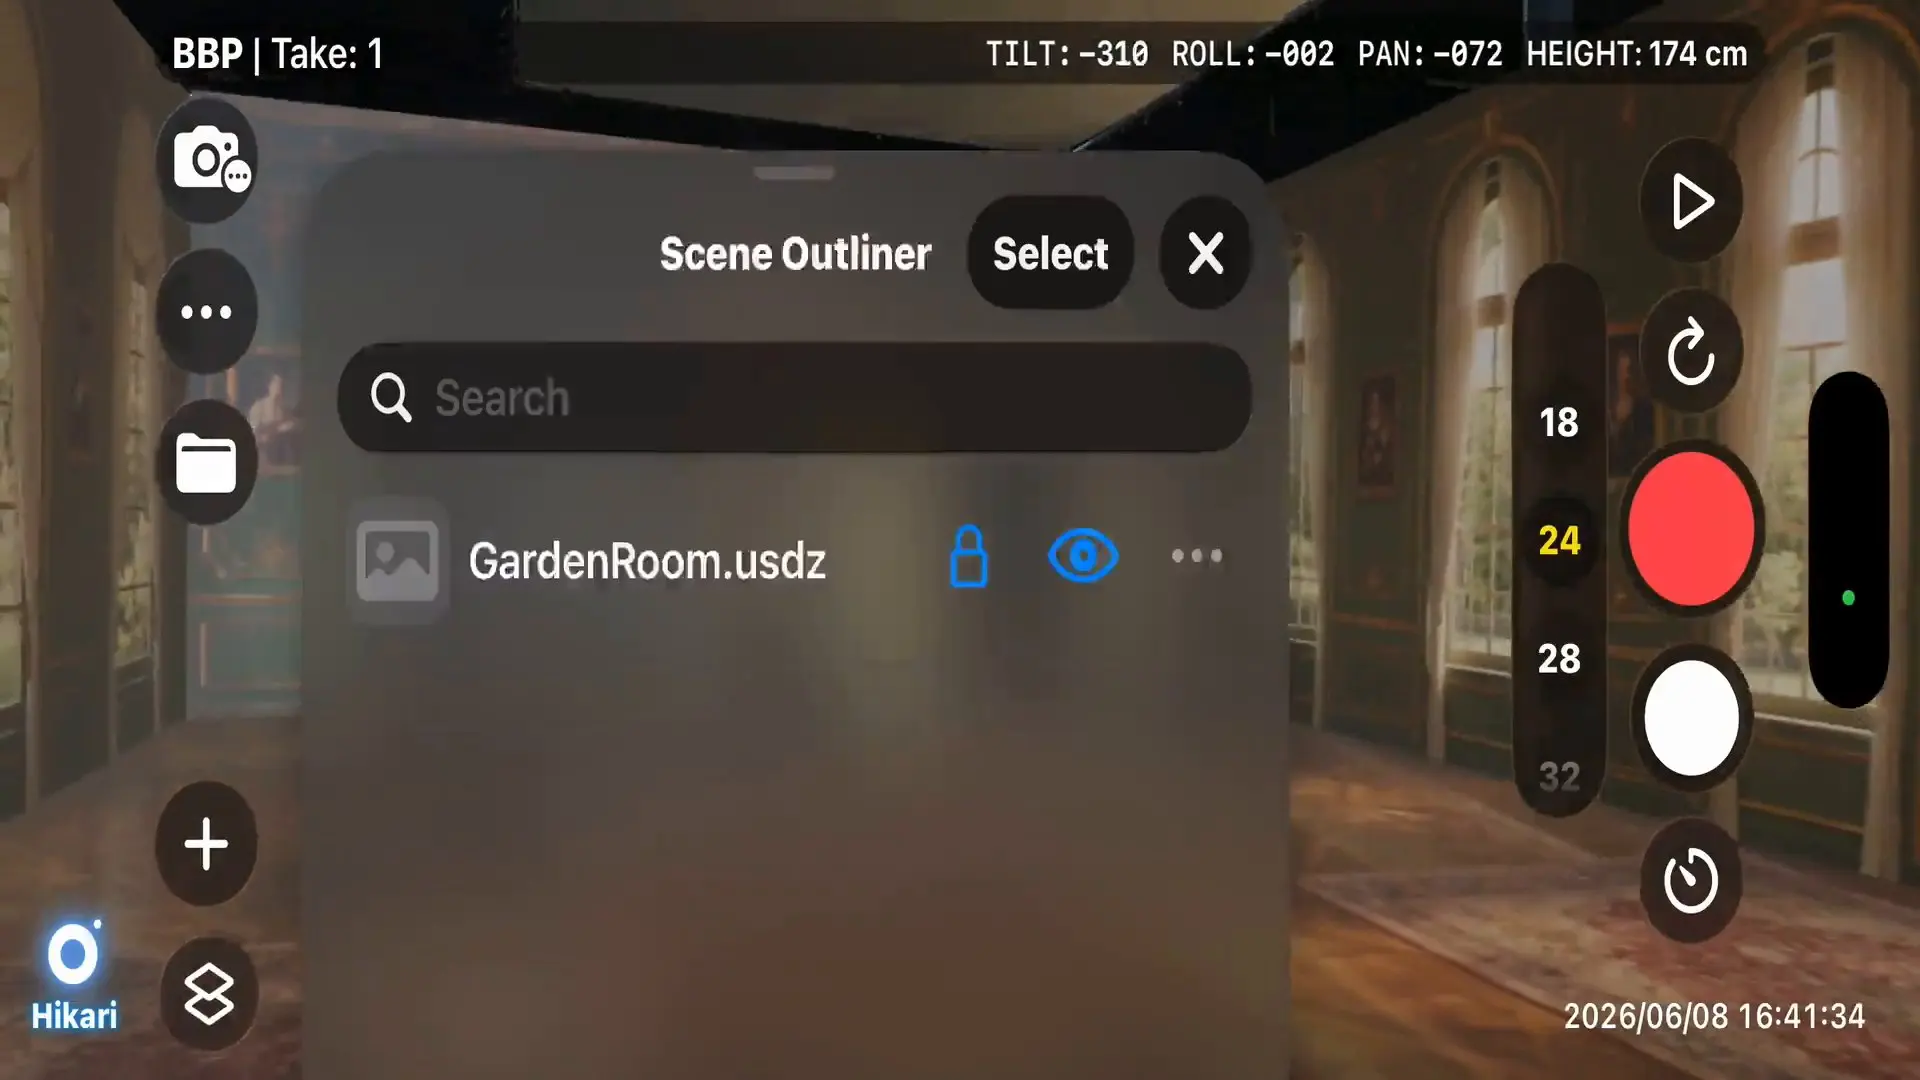 BBP | Take: 1
TILT: -310 ROLL: -002 PAN: -072 HEIGHT: 174 cm
Scene Outliner
Select
Search
GardenRoom.usdz
18
24
28
32
Hikari
2026/06/08 16:41:34